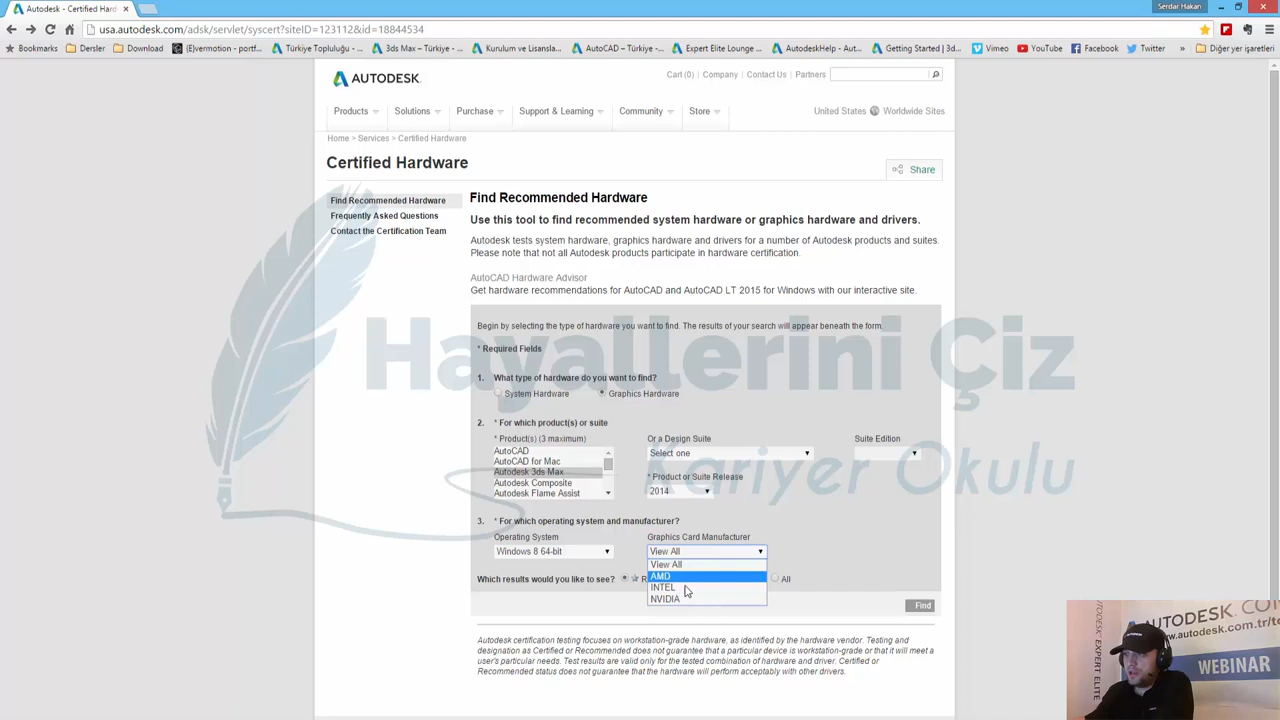 Autodesk - Certified Hard
Serdar Hakan
usa.autodesk.com/adsk/servlet/syscert?siteID=123112&id=18844534
Bookmarks Dersler Download [E]vermotion - portf... Türkiye Topluluğu -... 3ds Max – Türkiye -... Kurulum ve Lisansla... AutoCAD – Türkiye -... Expert Elite Lounge ... AutodeskHelp - Aut... Getting Started | 3d... Vimeo YouTube Facebook Twitter » Diğer yer işaretleri
AUTODESK.
Cart (0) Company Contact Us Partners
Products Solutions Purchase Support & Learning Community Store
United States Worldwide Sites
Home > Services > Certified Hardware
Certified Hardware
Share
Find Recommended Hardware
Frequently Asked Questions
Contact the Certification Team
Find Recommended Hardware
Use this tool to find recommended system hardware or graphics hardware and drivers.
Autodesk tests system hardware, graphics hardware and drivers for a number of Autodesk products and suites.
Please note that not all Autodesk products participate in hardware certification.
AutoCAD Hardware Advisor
Get hardware recommendations for AutoCAD and AutoCAD LT 2015 for Windows with our interactive site.
Begin by selecting the type of hardware you want to find. The results of your search will appear beneath the form.
* Required Fields
Hayallerini Çiz
Kariyer Okulu
1. What type of hardware do you want to find?
System Hardware Graphics Hardware
2. * For which product(s) or suite
* Product(s) (3 maximum) Or a Design Suite Suite Edition
AutoCAD
AutoCAD for Mac
Autodesk 3ds Max
Autodesk Composite
Autodesk Flame Assist
Select one
* Product or Suite Release
2014
3. * For which operating system and manufacturer?
Operating System Graphics Card Manufacturer
Windows 8 64-bit View All
View All
AMD
INTEL
NVIDIA
Which results would you like to see? R All
Find
Autodesk certification testing focuses on workstation-grade hardware, as identified by the hardware vendor. Testing and
designation as Certified or Recommended does not guarantee that a particular device is workstation-grade or that it will meet a
user's particular needs. Test results are valid only for the tested combination of hardware and driver. Certified or
Recommended status does not guarantee that the hardware will perform acceptably with other drivers.
AUTODESK. COM
www.autodesk.com.tr/te
AUTODESK
WEBINAR
EXPERT ELITE